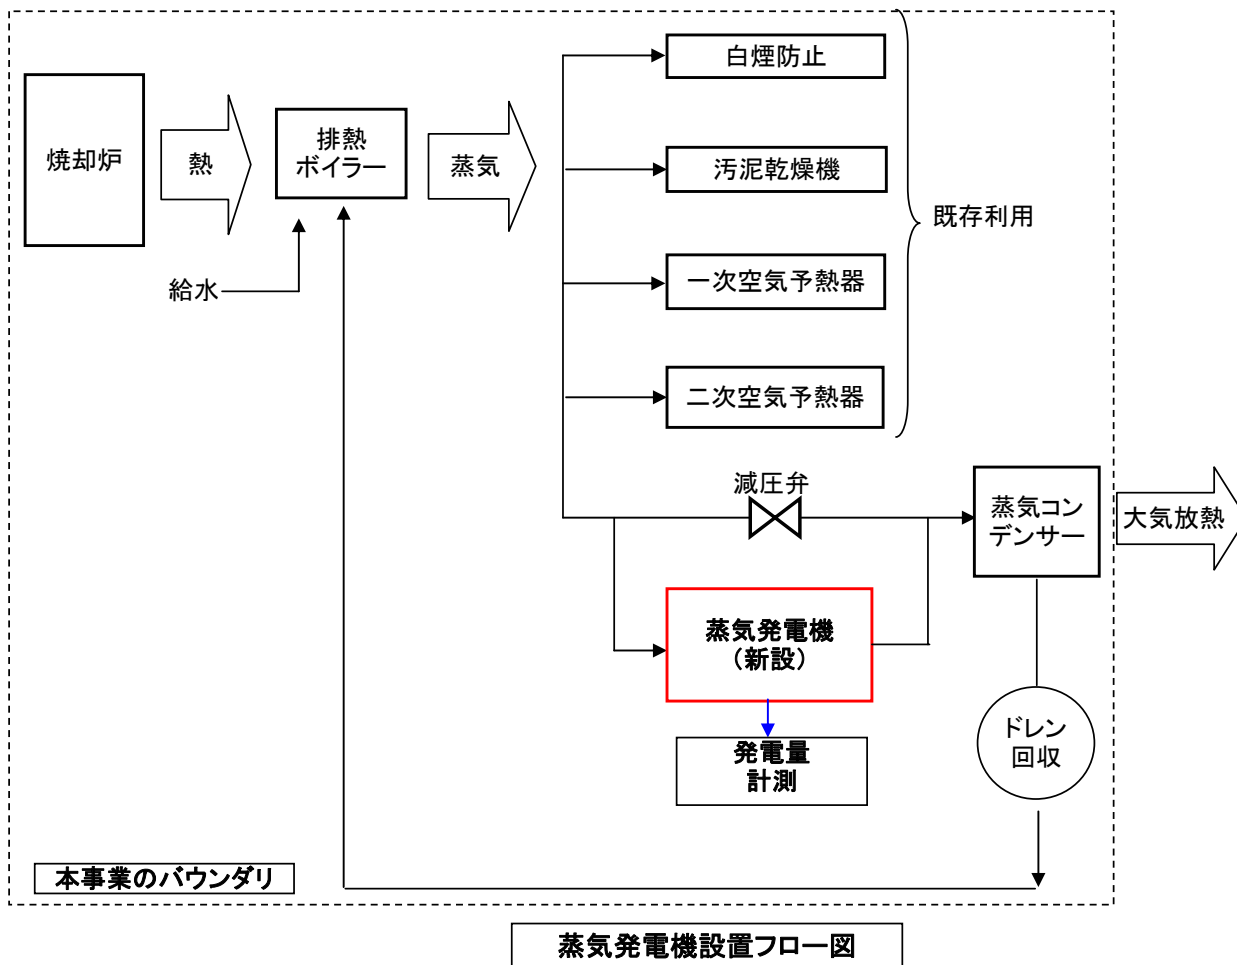 白煙防止
焼却炉
熱
排熱
ボイラー
蒸気
汚泥乾燥機
既存利用
給水
一次空気予熱器
二次空気予熱器
減圧弁
蒸気コン
デンサー
大気放熱
蒸気発電機
（新設）
ドレン
回収
発電量
計測
本事業のバウンダリ
蒸気発電機設置フロー図